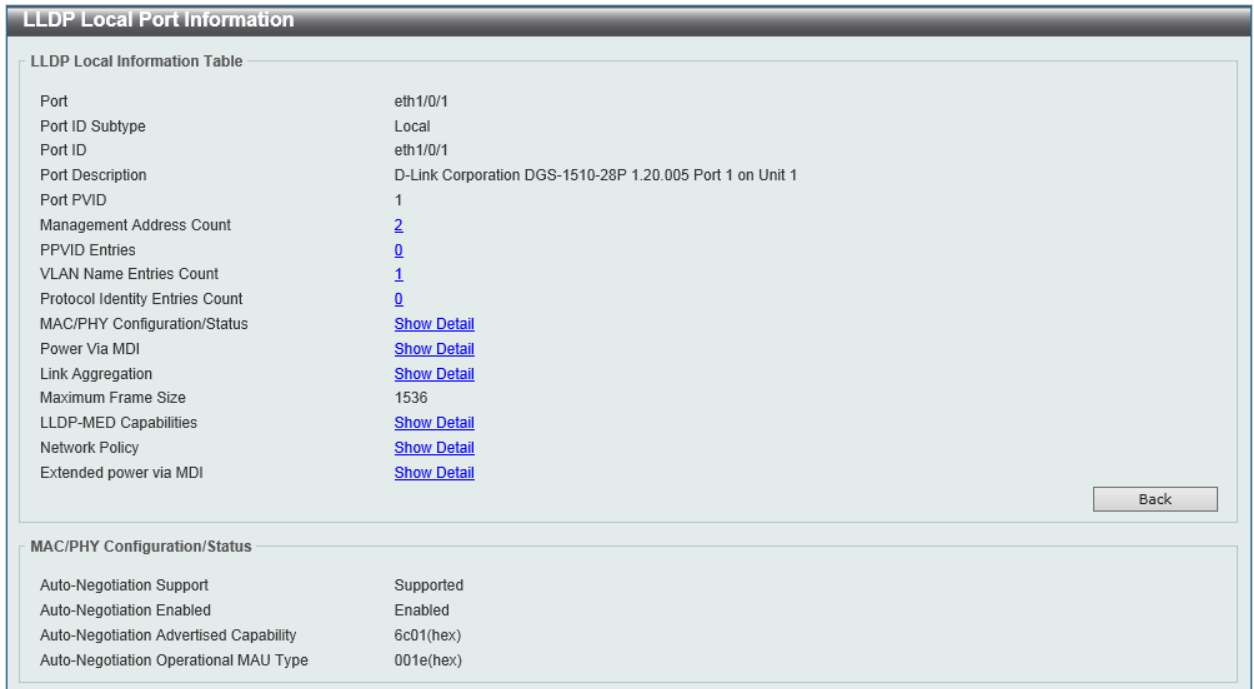 LLDP Local Port Information
LLDP Local Information Table
Port eth1/0/1
Port ID Subtype Local
Port ID eth1/0/1
Port Description D-Link Corporation DGS-1510-28P 1.20.005 Port 1 on Unit 1
Port PVID 1
Management Address Count 2
PPVID Entries 0
VLAN Name Entries Count 1
Protocol Identity Entries Count 0
MAC/PHY Configuration/Status Show Detail
Power Via MDI Show Detail
Link Aggregation Show Detail
Maximum Frame Size 1536
LLDP-MED Capabilities Show Detail
Network Policy Show Detail
Extended power via MDI Show Detail
Back
MAC/PHY Configuration/Status
Auto-Negotiation Support Supported
Auto-Negotiation Enabled Enabled
Auto-Negotiation Advertised Capability 6c01(hex)
Auto-Negotiation Operational MAU Type 001e(hex)